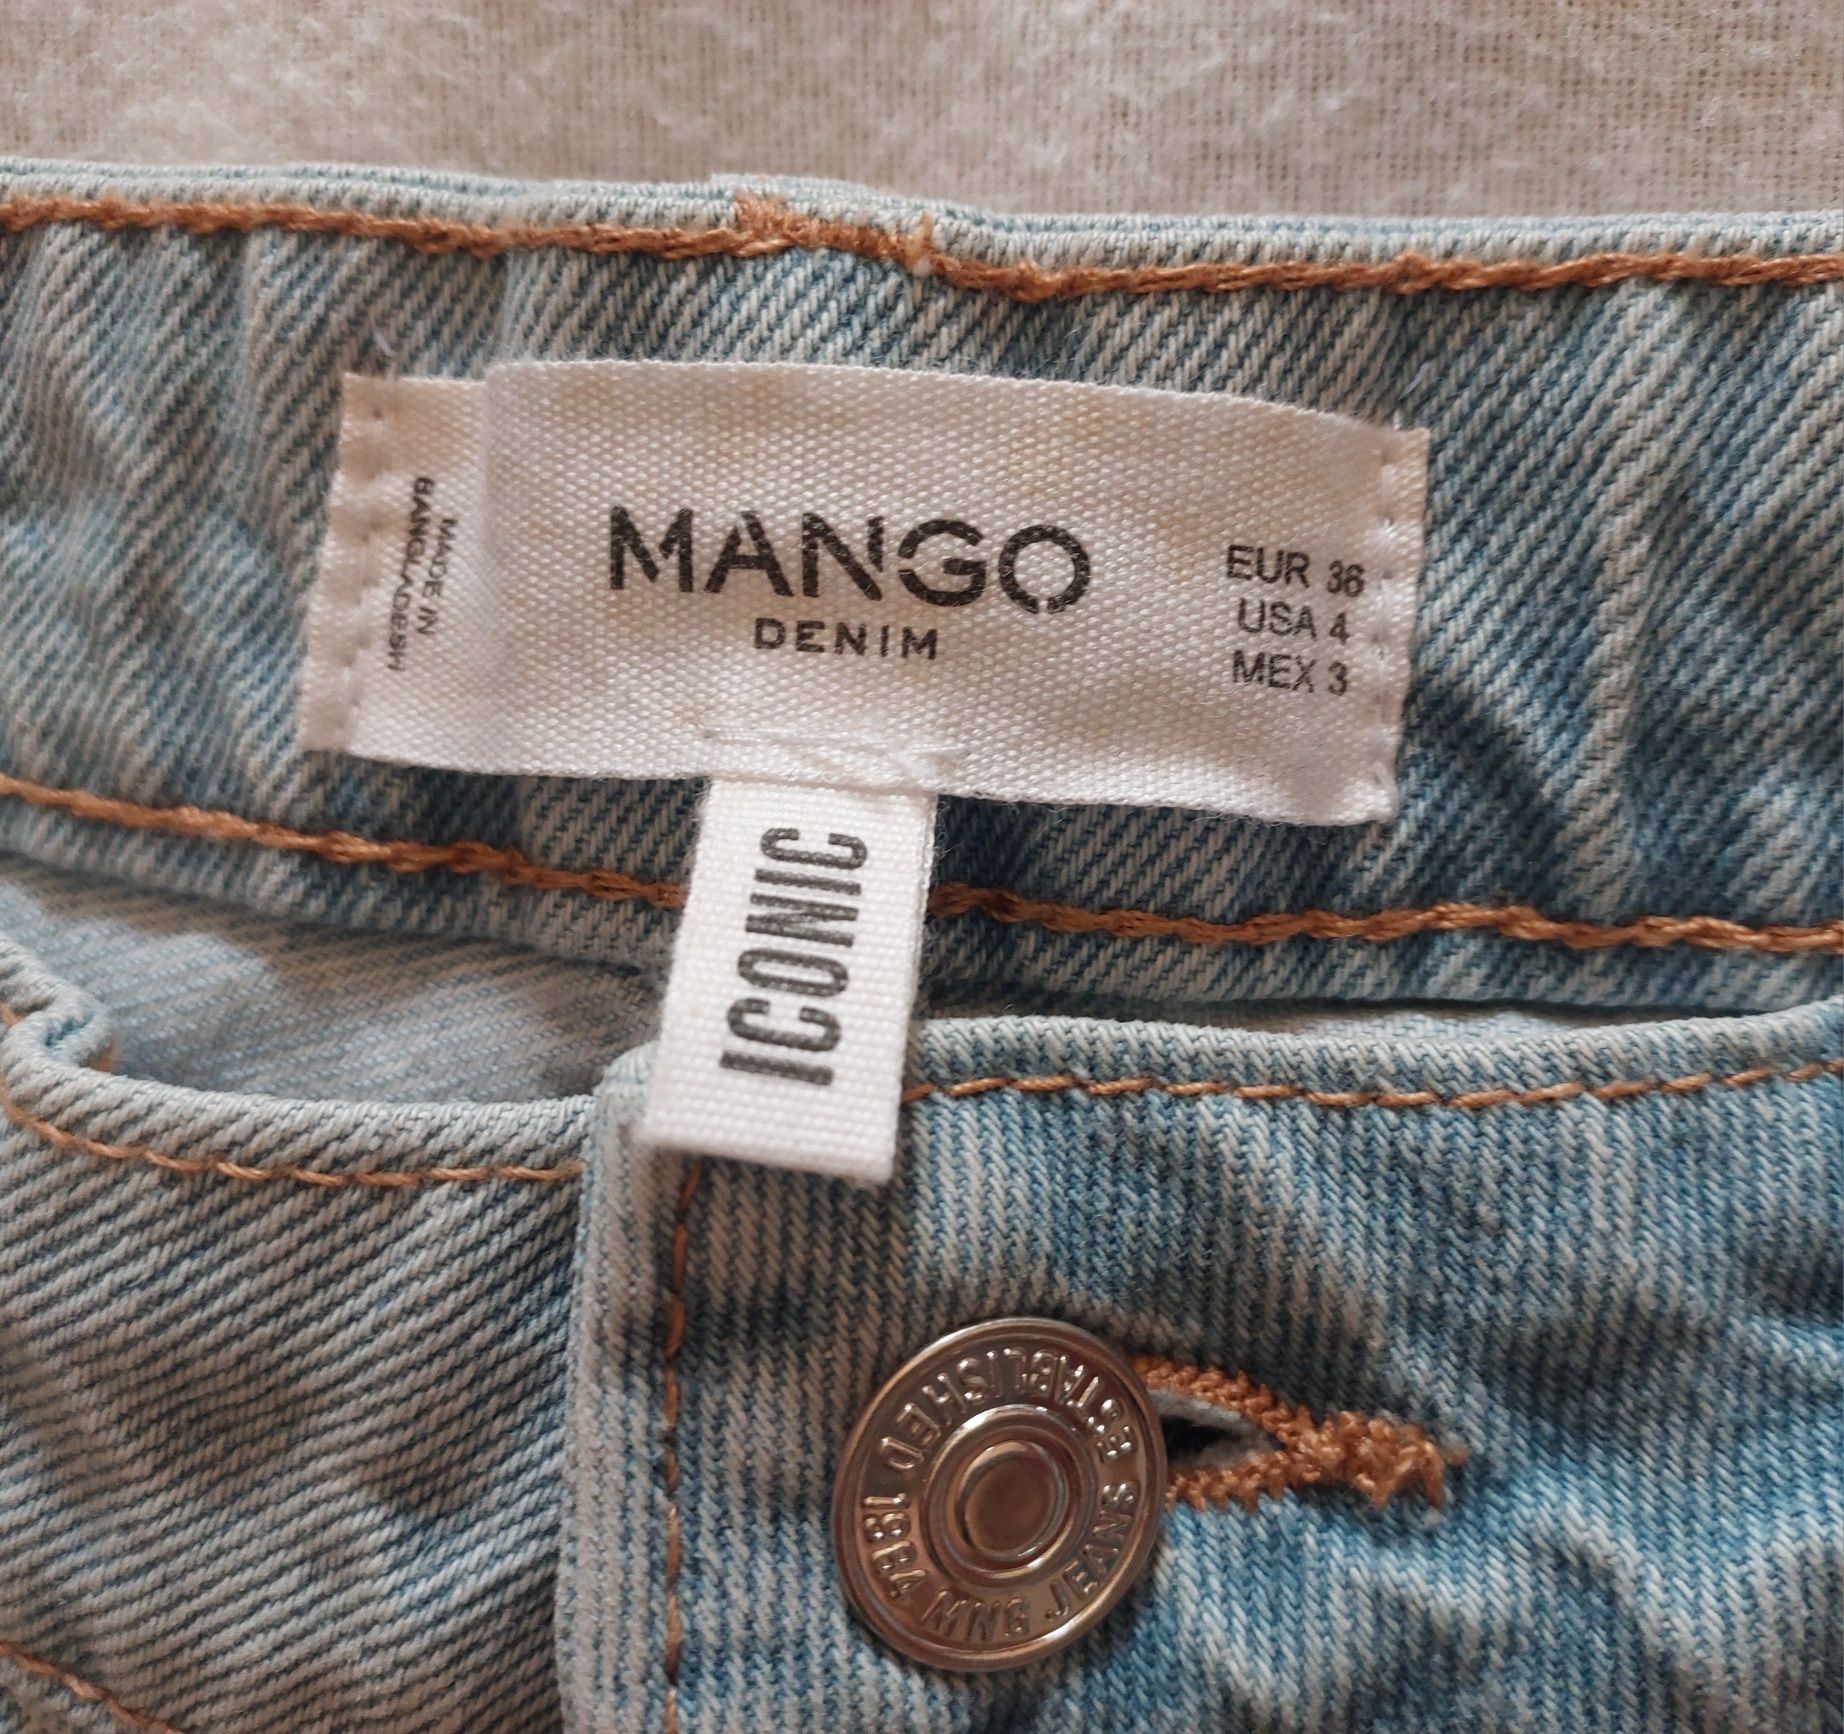 MADE IN
BANGLADESH
MANGO
DENIM
EUR 36
USA 4
MEX 3
ICONIC
ESTABLISHED 1984 MNG JEANS